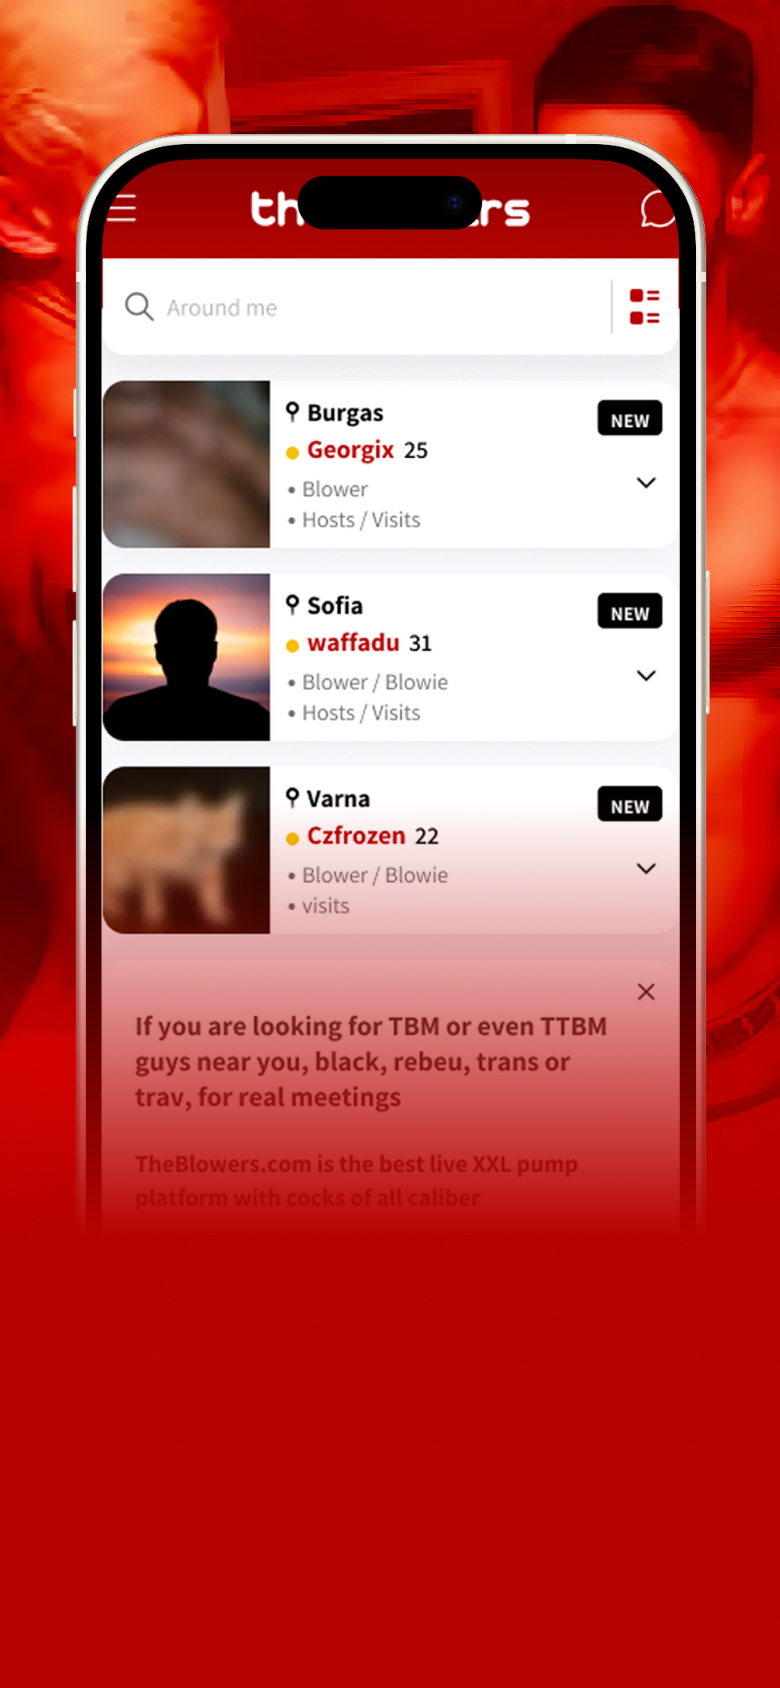 th rs
Around me
Burgas
NEW
Georgix 25
• Blower
• Hosts / Visits
Sofia
NEW
waffadu 31
• Blower / Blowie
• Hosts / Visits
Varna
NEW
Czfrozen 22
• Blower / Blowie
• visits
If you are looking for TBM or even TTBM
guys near you, black, rebeu, trans or
trav, for real meetings
TheBlowers.com is the best live XXL pump
platform with cocks of all caliber